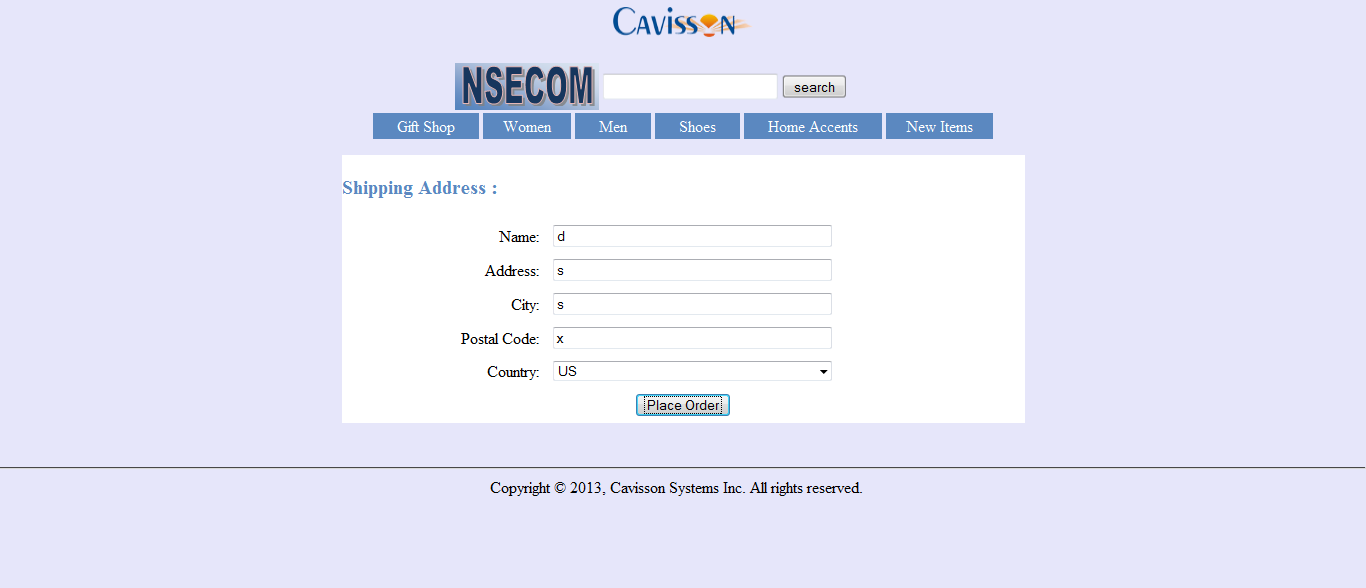 CAVISSON
NSECOM search
Gift Shop Women Men Shoes Home Accents New Items
Shipping Address :
Name: d
Address: s
City: s
Postal Code: x
Country: US
Place Order
Copyright © 2013, Cavisson Systems Inc. All rights reserved.